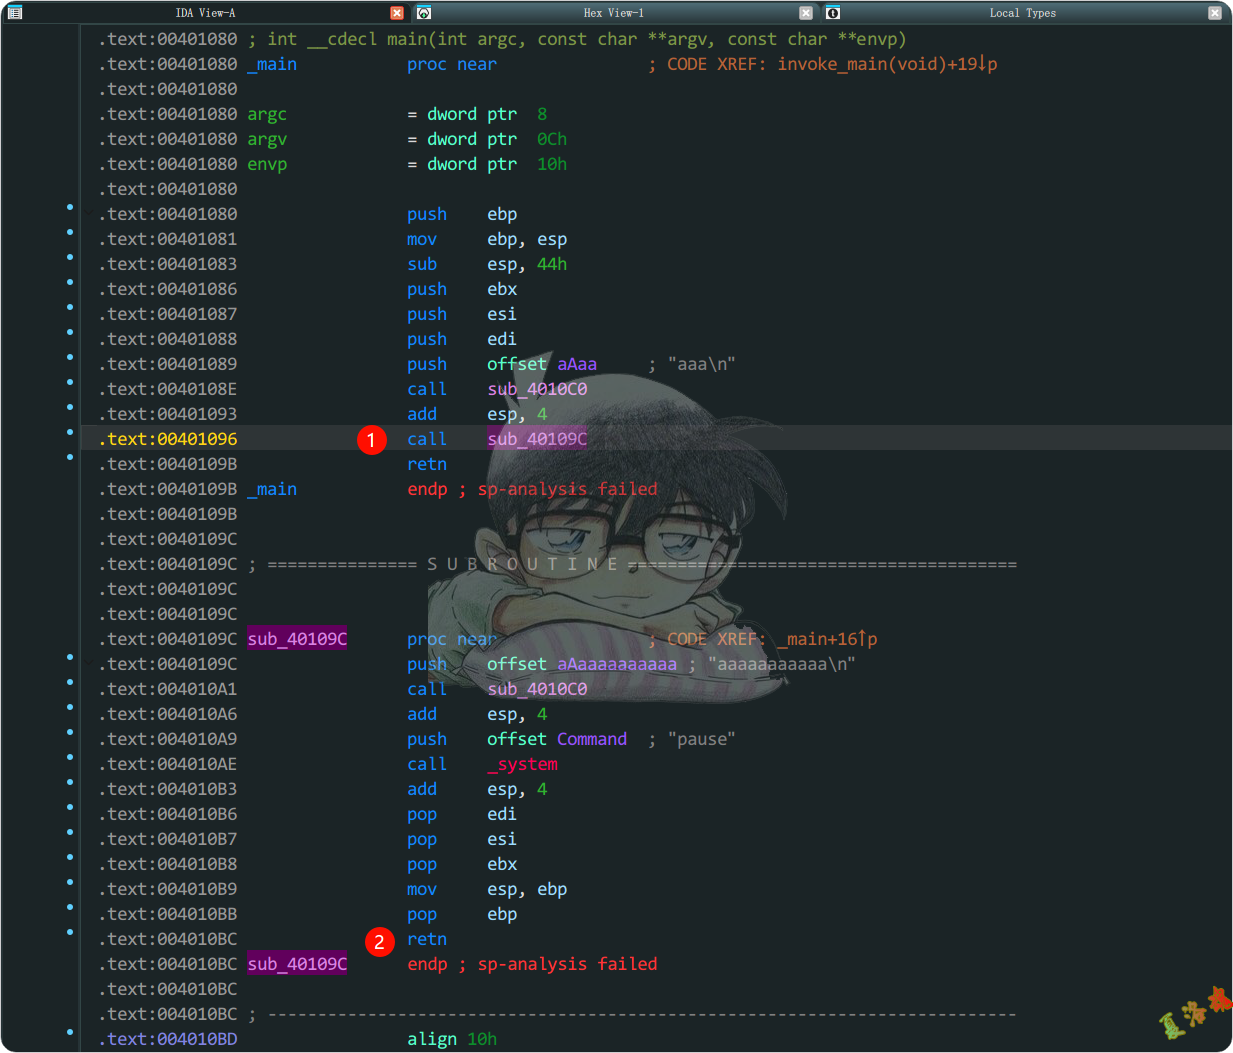 IDA View-A Hex View-1 Local Types
.text:00401080 ; int __cdecl main(int argc, const char **argv, const char **envp)
.text:00401080 _main proc near ; CODE XREF: invoke_main(void)+19↓p
.text:00401080
.text:00401080 argc = dword ptr 8
.text:00401080 argv = dword ptr 0Ch
.text:00401080 envp = dword ptr 10h
.text:00401080
.text:00401080 push ebp
.text:00401081 mov ebp, esp
.text:00401083 sub esp, 44h
.text:00401086 push ebx
.text:00401087 push esi
.text:00401088 push edi
.text:00401089 push offset aAaa ; "aaa\n"
.text:0040108E call sub_4010C0
.text:00401093 add esp, 4
.text:00401096 1 call sub_40109C
.text:0040109B retn
.text:0040109B _main endp ; sp-analysis failed
.text:0040109B
.text:0040109C
.text:0040109C ; =============== S U B R O U T I N E =======================================
.text:0040109C
.text:0040109C
.text:0040109C sub_40109C proc near ; CODE XREF: _main+16↑p
.text:0040109C push offset aAaaaaaaaaaa ; "aaaaaaaaaaa\n"
.text:004010A1 call sub_4010C0
.text:004010A6 add esp, 4
.text:004010A9 push offset Command ; "pause"
.text:004010AE call _system
.text:004010B3 add esp, 4
.text:004010B6 pop edi
.text:004010B7 pop esi
.text:004010B8 pop ebx
.text:004010B9 mov esp, ebp
.text:004010BB pop ebp
.text:004010BC 2 retn
.text:004010BC sub_40109C endp ; sp-analysis failed
.text:004010BC
.text:004010BC ; ---------------------------------------------------------------------------
.text:004010BD align 10h